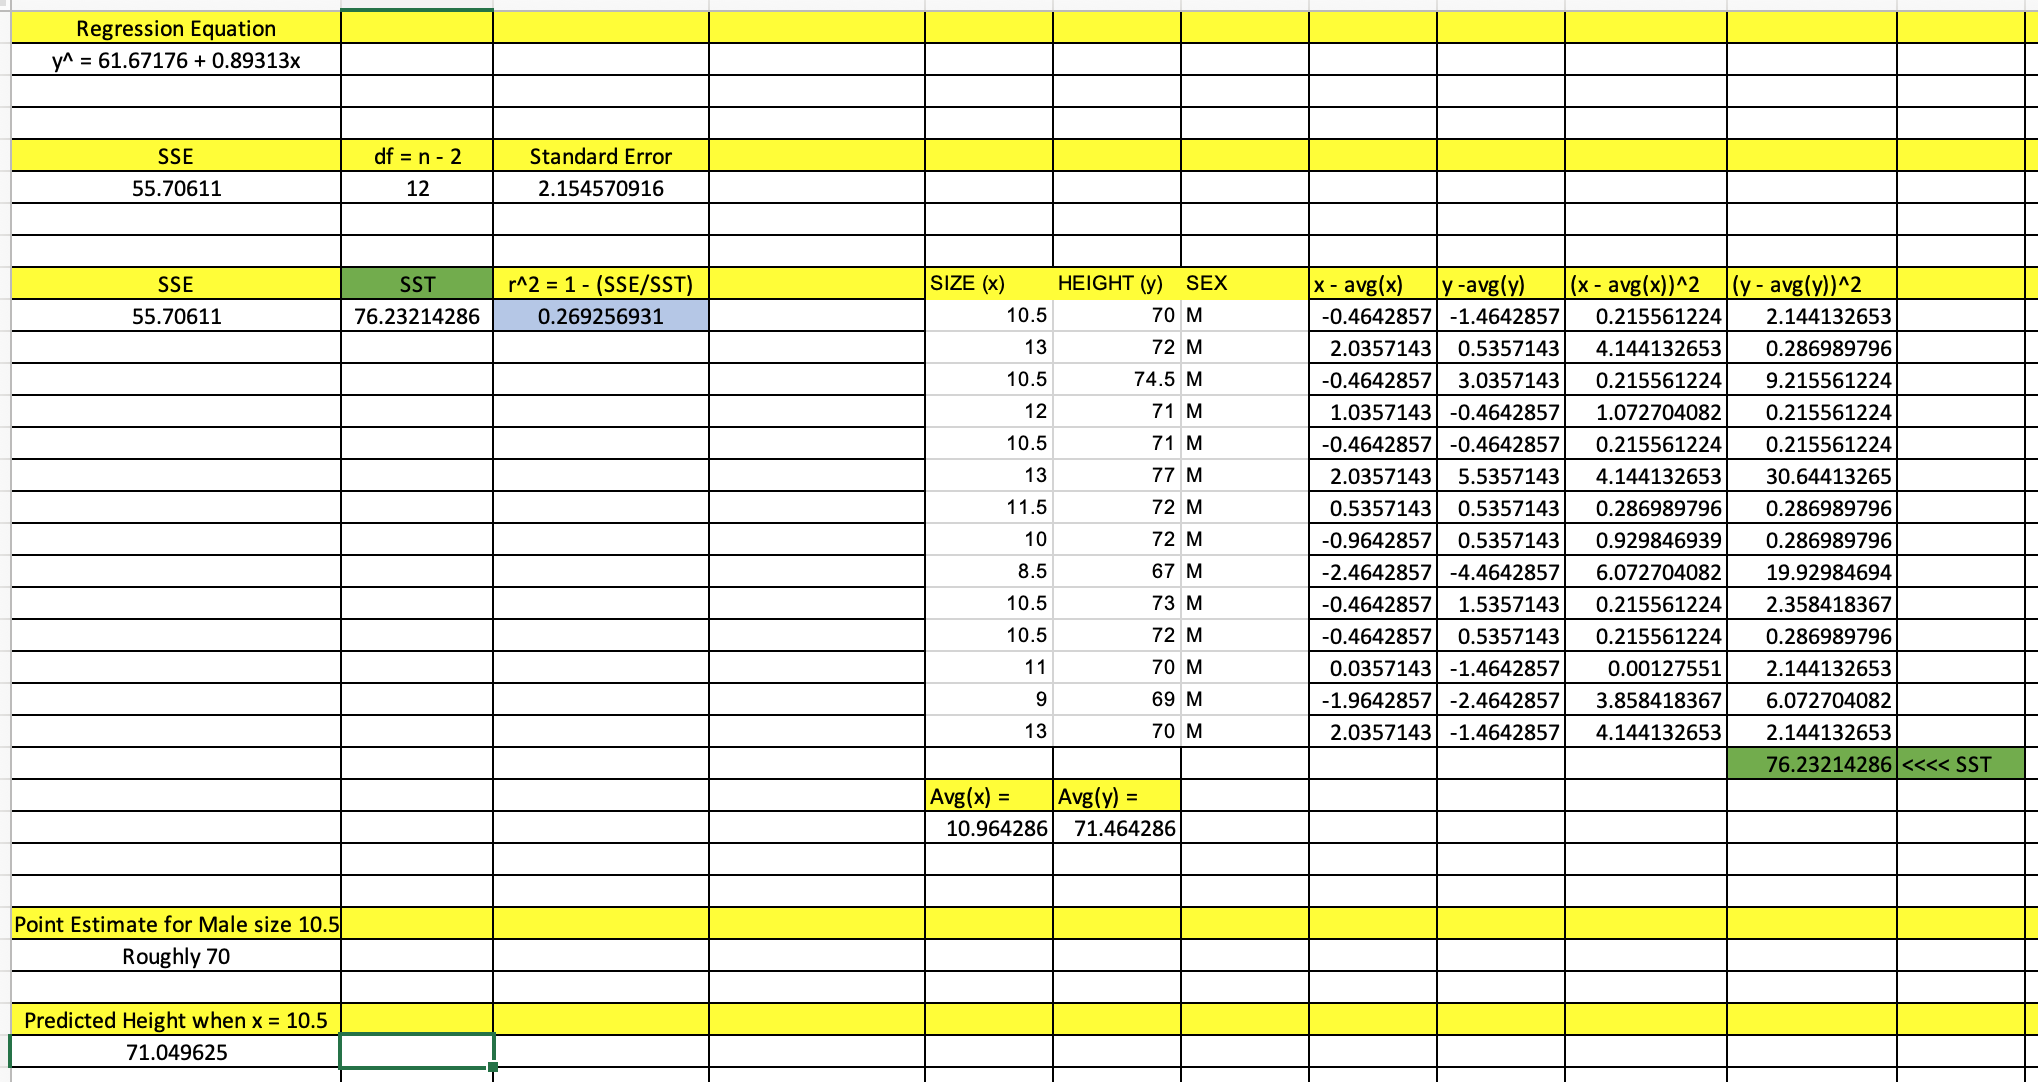 Regression Equation
y^ = 61.67176 + 0.89313x
SSE df = n - 2 Standard Error
55.70611 12 2.154570916
SSE SST r^2 = 1 - (SSE/SST) SIZE (x) HEIGHT (y) SEX x - avg(x) y -avg(y) (x - avg(x))^2 (y - avg(y))^2
55.70611 76.23214286 0.269256931 10.5 70 M -0.4642857 -1.4642857 0.215561224 2.144132653
13 72 M 2.0357143 0.5357143 4.144132653 0.286989796
10.5 74.5 M -0.4642857 3.0357143 0.215561224 9.215561224
12 71 M 1.0357143 -0.4642857 1.072704082 0.215561224
10.5 71 M -0.4642857 -0.4642857 0.215561224 0.215561224
13 77 M 2.0357143 5.5357143 4.144132653 30.64413265
11.5 72 M 0.5357143 0.5357143 0.286989796 0.286989796
10 72 M -0.9642857 0.5357143 0.929846939 0.286989796
8.5 67 M -2.4642857 -4.4642857 6.072704082 19.92984694
10.5 73 M -0.4642857 1.5357143 0.215561224 2.358418367
10.5 72 M -0.4642857 0.5357143 0.215561224 0.286989796
11 70 M 0.0357143 -1.4642857 0.00127551 2.144132653
9 69 M -1.9642857 -2.4642857 3.858418367 6.072704082
13 70 M 2.0357143 -1.4642857 4.144132653 2.144132653
76.23214286 <<<< SST
Avg(x) = Avg(y) =
10.964286 71.464286
Point Estimate for Male size 10.5
Roughly 70
Predicted Height when x = 10.5
71.049625